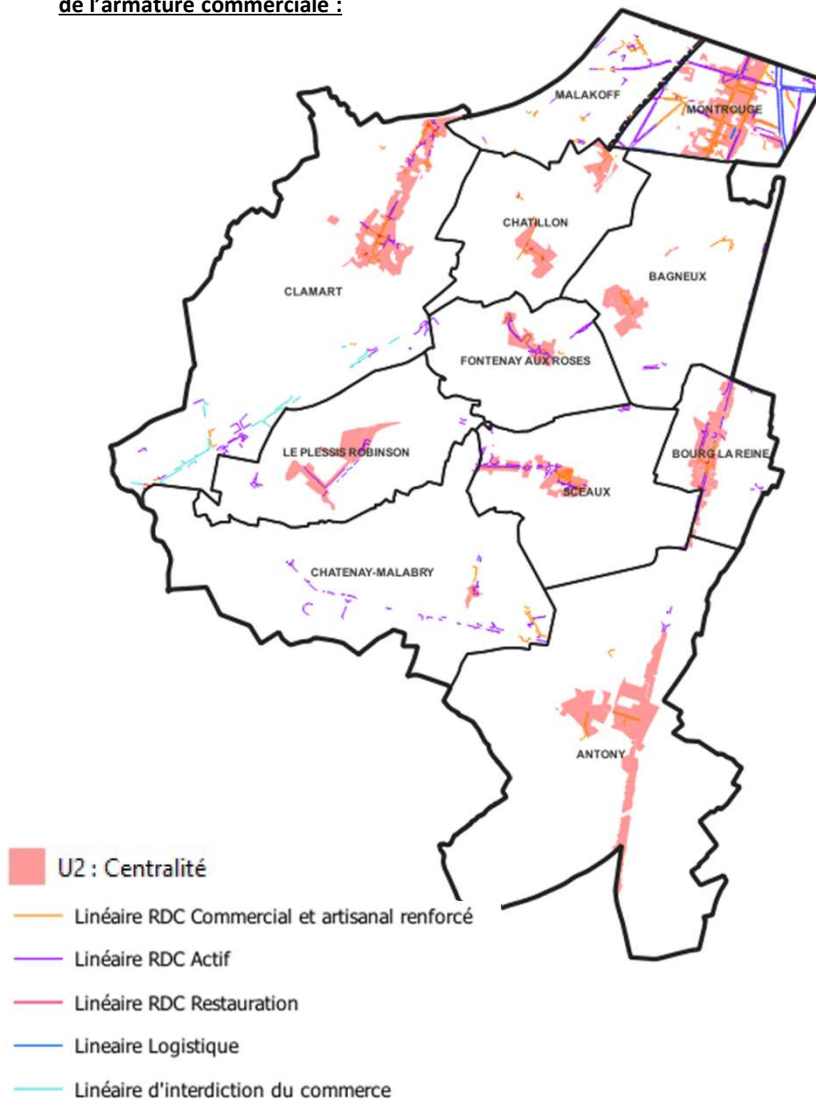 de l'armature commerciale :
MALAKOFF
MONTROUGE
CHATILLON
BAGNEUX
CLAMART
FONTENAY AUX ROSES
LE PLESSIS ROBINSON
BOURG LA REINE
SCEAUX
CHATENAY-MALABRY
ANTONY
U2 : Centralité
Linéaire RDC Commercial et artisanal renforcé
Linéaire RDC Actif
Linéaire RDC Restauration
Lineaire Logistique
Linéaire d'interdiction du commerce